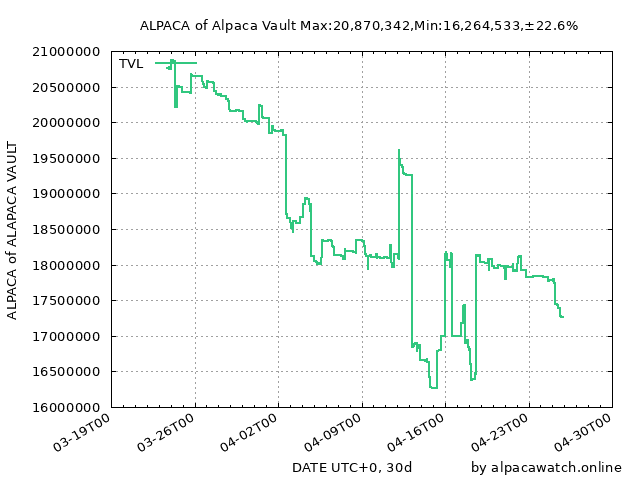 ALPACA of Alpaca Vault Max:20,870,342,Min:16,264,533,±22.6%
TVL
21000000
20500000
20000000
19500000
19000000
18500000
18000000
17500000
17000000
16500000
16000000
ALPACA of ALAPACA VAULT
03-19T00
03-26T00
04-02T00
04-09T00
04-16T00
04-23T00
04-30T00
DATE UTC+0, 30d
by alpacawatch.online